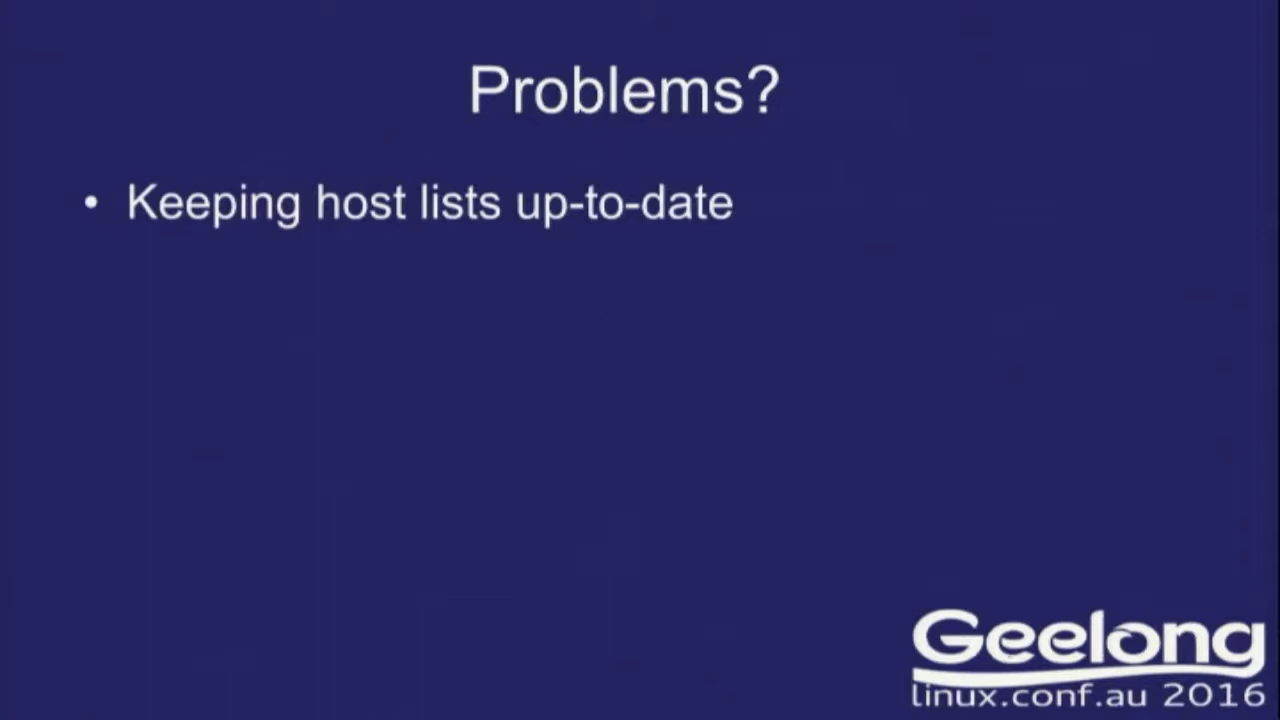 Problems?
• Keeping host lists up-to-date
Geelong
linux.conf.au 2016